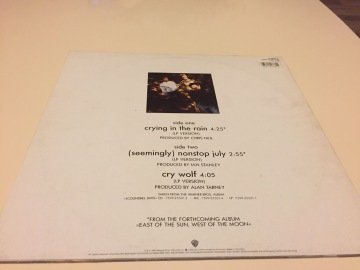 side one
crying in the rain 4:25*
(LP VERSION)
PRODUCED BY CHRIS NEIL
side two
(seemingly) nonstop july 2:55*
(LP VERSION)
PRODUCED BY IAN STANLEY
cry wolf 4:05
(LP VERSION)
PRODUCED BY ALAN TARNEY
*FROM THE FORTHCOMING ALBUM
»EAST OF THE SUN, WEST OF THE MOON«